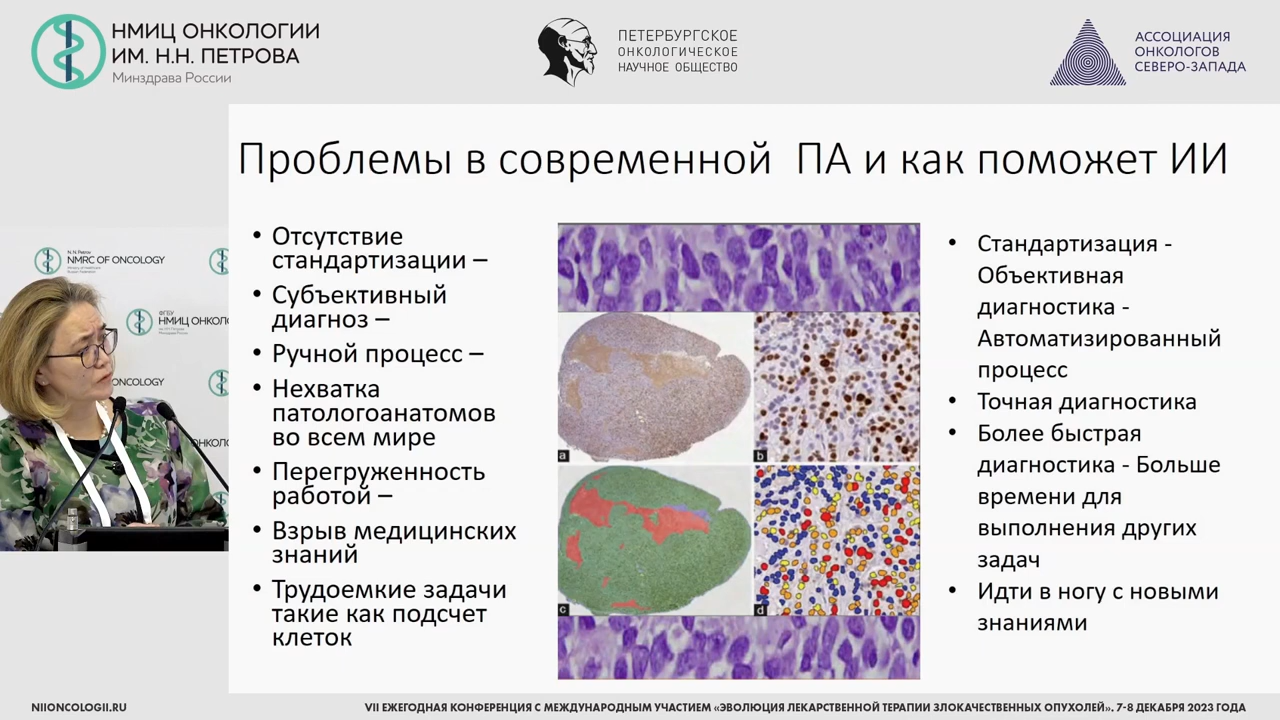 НМИЦ ОНКОЛОГИИ
ИМ. Н.Н. ПЕТРОВА
Минздрава России
ПЕТЕРБУРГСКОЕ
ОНКОЛОГИЧЕСКОЕ
НАУЧНОЕ ОБЩЕСТВО
АССОЦИАЦИЯ
ОНКОЛОГОВ
СЕВЕРО-ЗАПАДА
Проблемы в современной ПА и как поможет ИИ
• Отсутствие
стандартизации –
• Субъективный
диагноз –
• Ручной процесс –
• Нехватка
патологоанатомов
во всем мире
• Перегруженность
работой –
• Взрыв медицинских
знаний
• Трудоемкие задачи
такие как подсчет
клеток
a
b
c
d
• Стандартизация -
Объективная
диагностика -
Автоматизированный
процесс
• Точная диагностика
• Более быстрая
диагностика - Больше
времени для
выполнения других
задач
• Идти в ногу с новыми
знаниями
NMRC OF ONCOLOGY
ФГБУ
НМИЦ ОНКОЛО
ONCOLOGY
НКОЛО
NIIONCOLOGII.RU
VII ЕЖЕГОДНАЯ КОНФЕРЕНЦИЯ С МЕЖДУНАРОДНЫМ УЧАСТИЕМ «ЭВОЛЮЦИЯ ЛЕКАРСТВЕННОЙ ТЕРАПИИ ЗЛОКАЧЕСТВЕННЫХ ОПУХОЛЕЙ». 7-8 ДЕКАБРЯ 2023 ГОДА